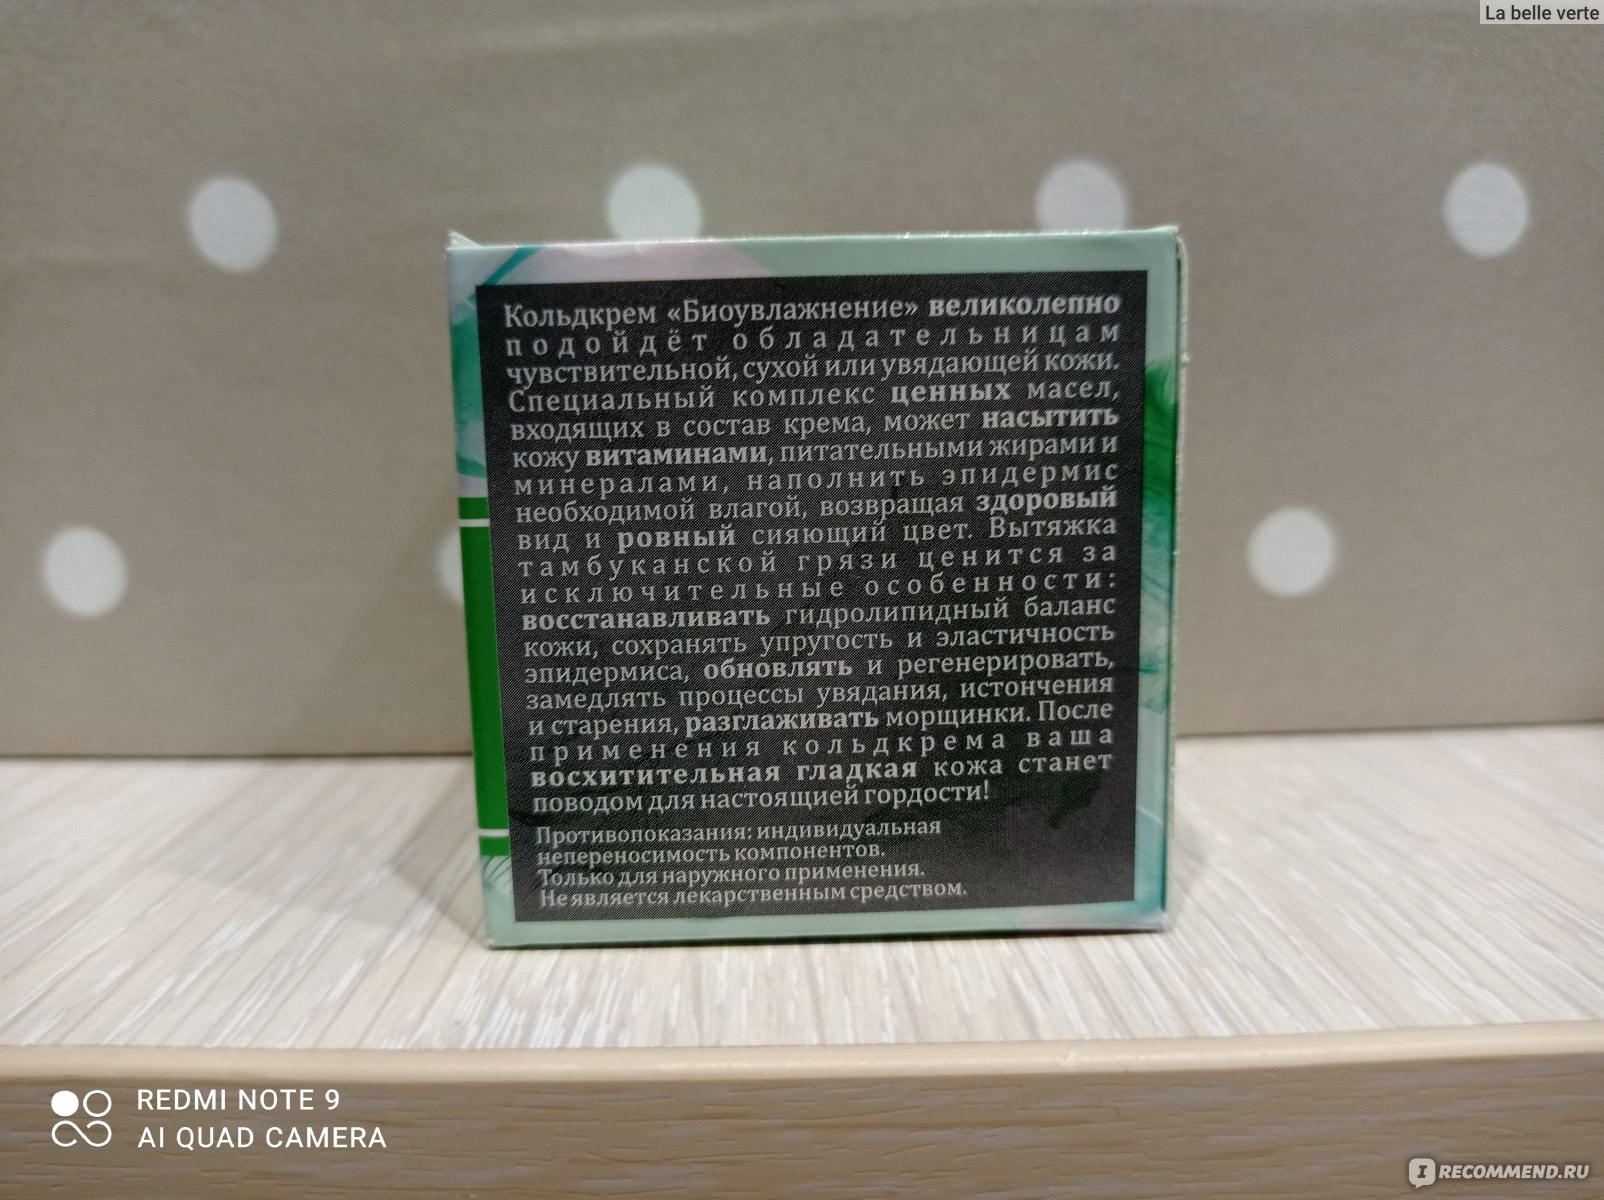 La belle verte
Кольдкрем «Биоувлажнение» великолепно
подойдёт обладательницам
чувствительной, сухой или увядающей кожи.
Специальный комплекс ценных масел,
входящих в состав крема, может насытить
кожу витаминами, питательными жирами и
минералами, наполнить эпидермис
необходимой влагой, возвращая здоровый
вид и ровный сияющий цвет. Вытяжка
тамбуканской грязи ценится за
исключительные особенности:
восстанавливать гидролипидный баланс
кожи, сохранять упругость и эластичность
эпидермиса, обновлять и регенерировать,
замедлять процессы увядания, истончения
и старения, разглаживать морщинки. После
применения кольдкрема ваша
восхитительная гладкая кожа станет
поводом для настоящией гордости!
Противопоказания: индивидуальная
непереносимость компонентов.
Только для наружного применения.
Не является лекарственным средством.
REDMI NOTE 9
AI QUAD CAMERA
IRECOMMEND.RU